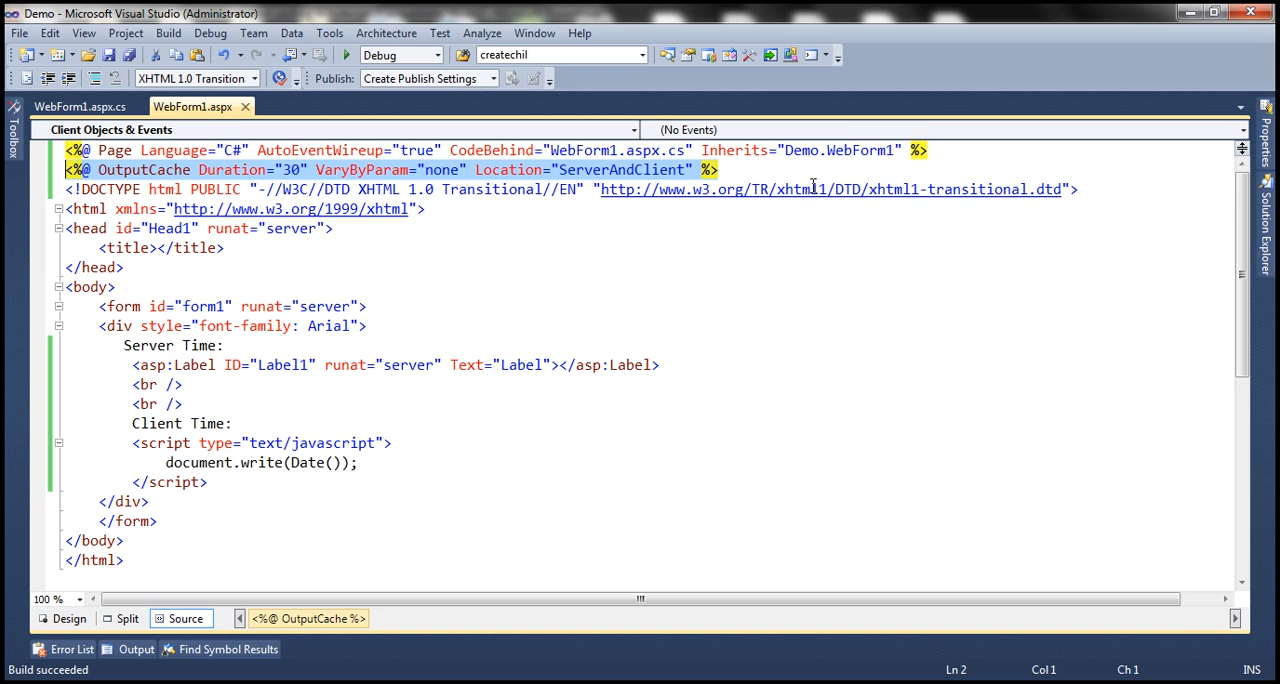 Demo - Microsoft Visual Studio (Administrator)
File Edit View Project Build Debug Team Data Tools Architecture Test Analyze Window Help
Debug createchil
XHTML 1.0 Transition Publish: Create Publish Settings
WebForm1.aspx.cs WebForm1.aspx
Client Objects & Events (No Events)
<%@ Page Language="C#" AutoEventWireup="true" CodeBehind="WebForm1.aspx.cs" Inherits="Demo.WebForm1" %>
<%@ OutputCache Duration="30" VaryByParam="none" Location="ServerAndClient" %>
<!DOCTYPE html PUBLIC "-//W3C//DTD XHTML 1.0 Transitional//EN" "http://www.w3.org/TR/xhtml1/DTD/xhtml1-transitional.dtd">
<html xmlns="http://www.w3.org/1999/xhtml">
<head id="Head1" runat="server">
<title></title>
</head>
<body>
<form id="form1" runat="server">
<div style="font-family: Arial">
Server Time:
<asp:Label ID="Label1" runat="server" Text="Label"></asp:Label>
<br />
<br />
Client Time:
<script type="text/javascript">
document.write(Date());
</script>
</div>
</form>
</body>
</html>
Toolbox
Properties
Solution Explorer
100 %
Design Split Source <%@ OutputCache %>
Error List Output Find Symbol Results
Build succeeded Ln 2 Col 1 Ch 1 INS